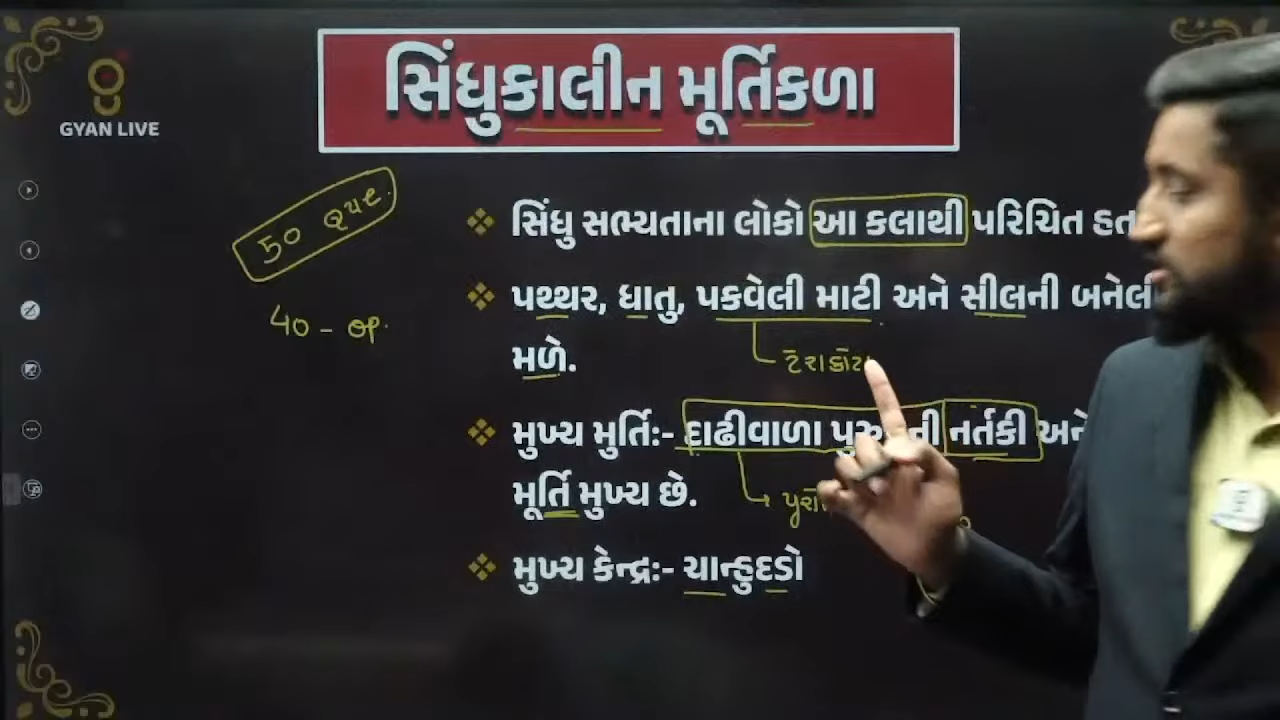 GYAN LIVE
સિંધુકાલીન મૂર્તિકળા
50
40 -
સિંધુ સભ્યતાના લોકો આ કલાથી પરિચિત
પથ્થર, ધાતુ, પકવેલી માટી અને સીલની બનેલી
મળે.
મુખ્ય મુર્તિ:- દાઢીવાળા નર્તકી અને
મૂર્તિ મુખ્ય છે.
મુખ્ય કેન્દ્ર:- ચાન્હુદડો